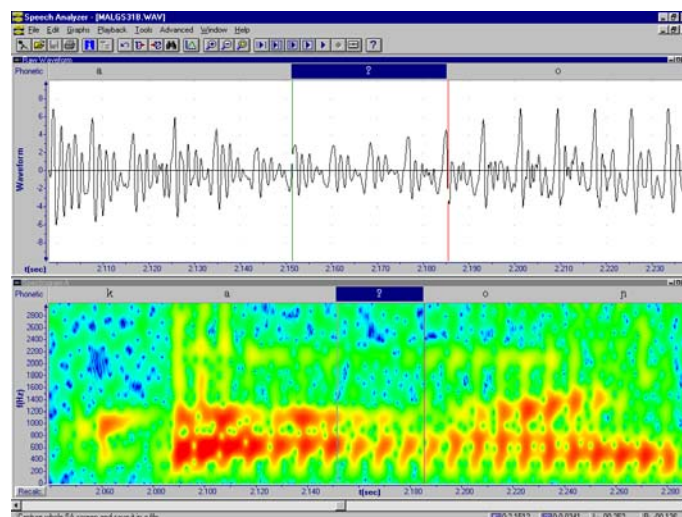 Speech Analyzer - [MALGS31B.WAV]
File Edit Graphs Playback Tools Advanced Window Help
Raw Waveform
Phonetic a ʔ o
Waveform
8
6
4
2
0
-2
-4
-6
-8
t(sec) 2.110 2.120 2.130 2.140 2.150 2.160 2.170 2.180 2.190 2.200 2.210 2.220 2.230
Phonetic k a ʔ o ɲ
f(Hz)
2800
2600
2400
2200
2000
1800
1600
1400
1200
1000
800
600
400
200
0
Recalc.
2.060 2.080 2.100 2.120 2.140 2.160 t(sec) 2.180 2.200 2.220 2.240 2.260 2.280